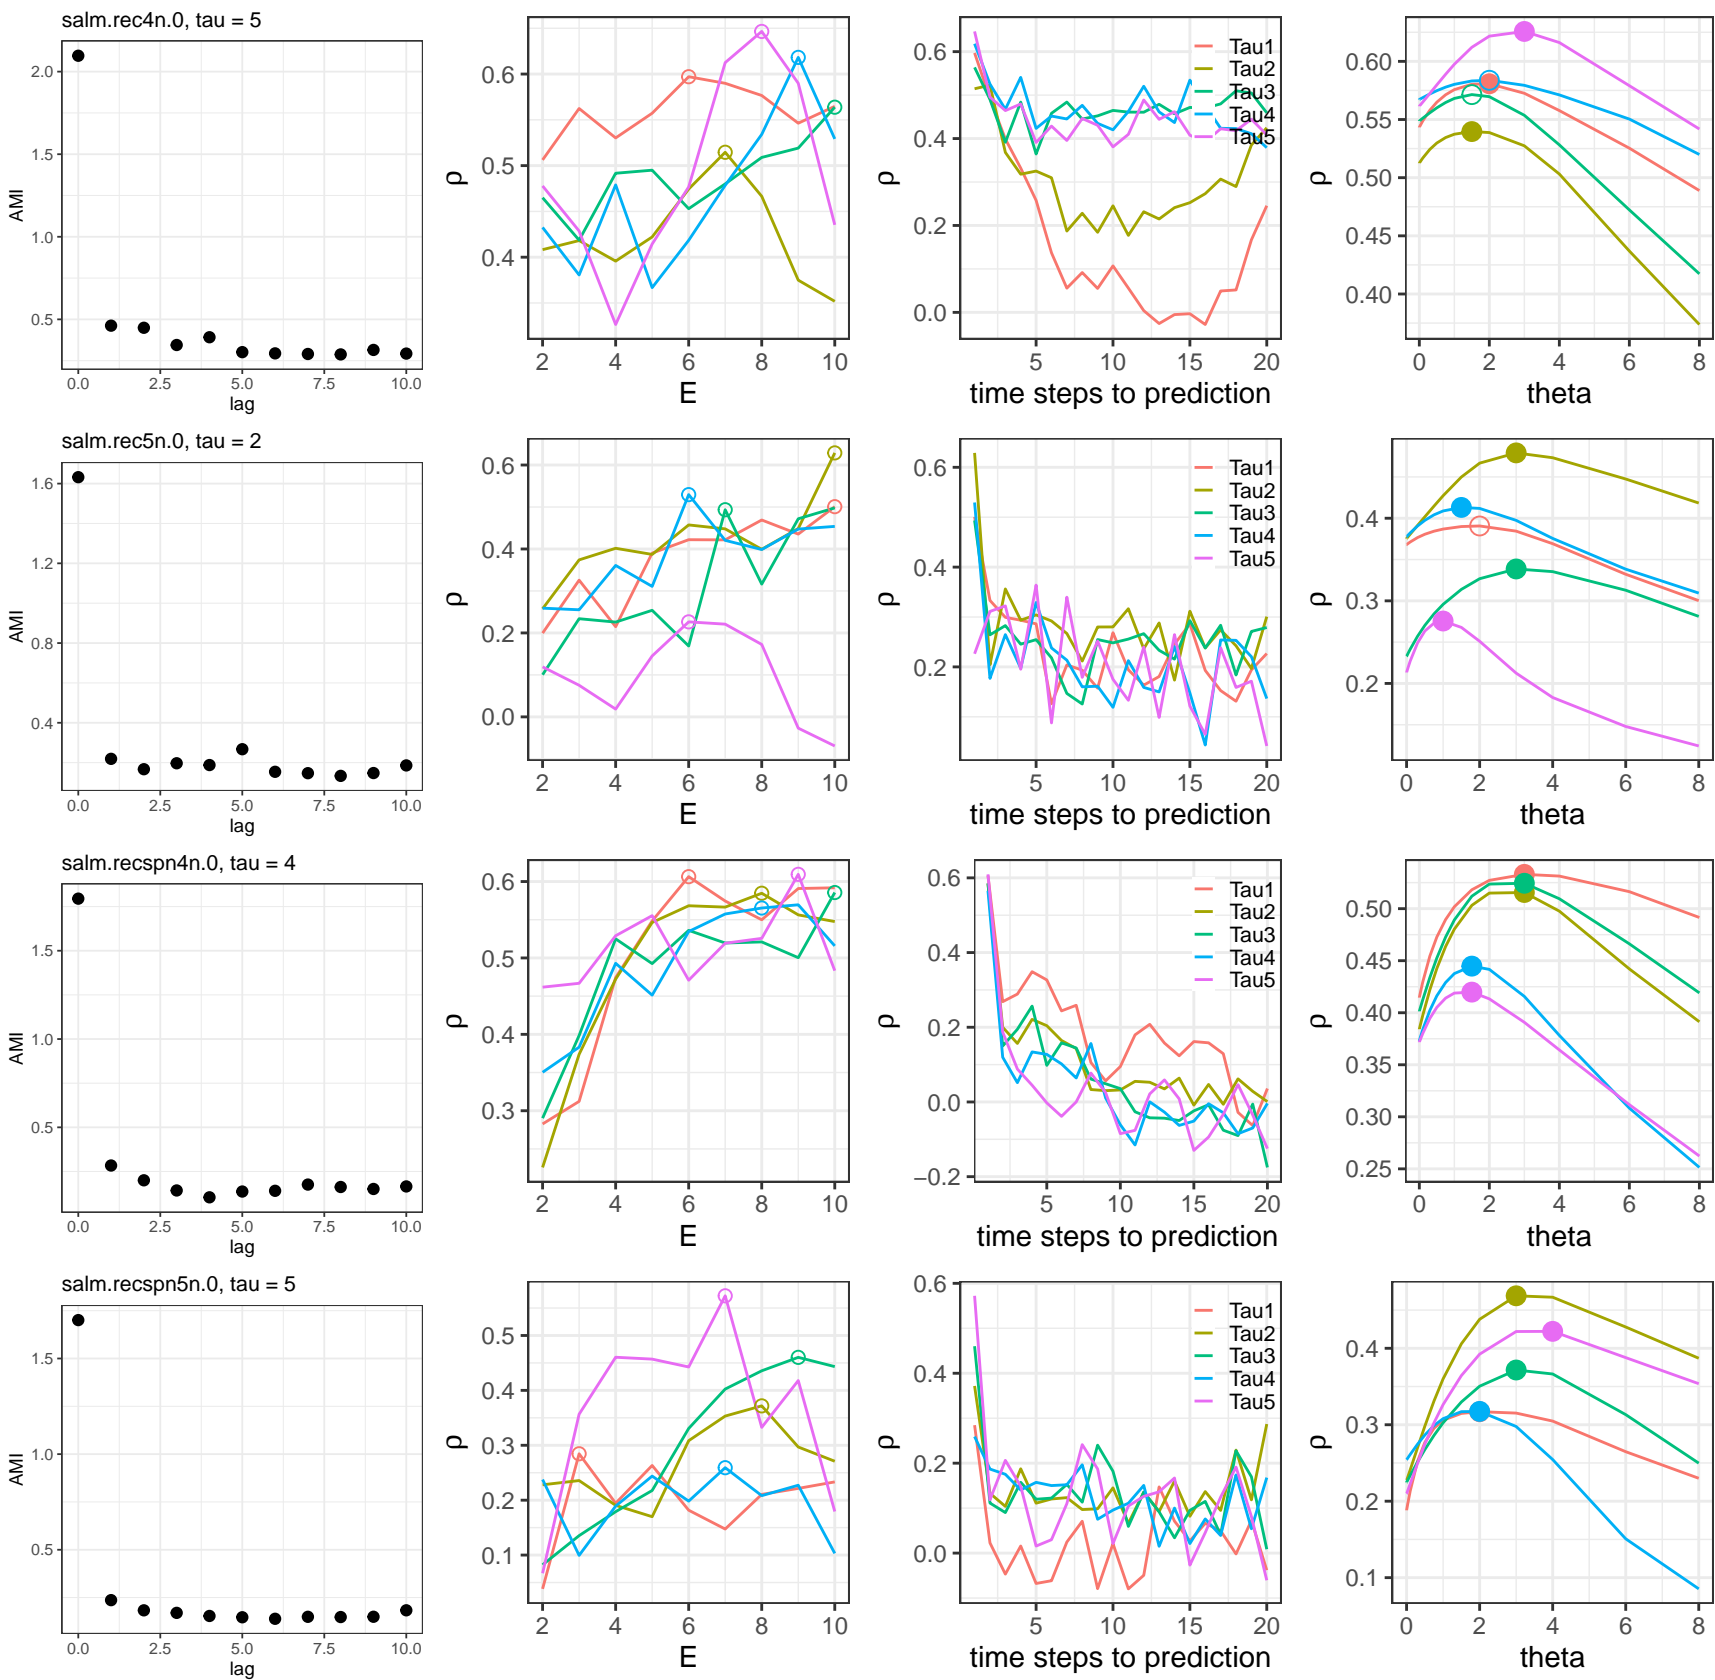 salm.rec4n.0, tau = 5
AMI
2.0
1.5
1.0
0.5
0.0 2.5 5.0 7.5 10.0
lag
ρ
0.6
0.5
0.4
2 4 6 8 10
E
ρ
0.6
0.4
0.2
0.0
5 10 15 20
time steps to prediction
Tau1
Tau2
Tau3
Tau4
Tau5
ρ
0.60
0.55
0.50
0.45
0.40
0 2 4 6 8
theta
salm.rec5n.0, tau = 2
AMI
1.6
1.2
0.8
0.4
0.0 2.5 5.0 7.5 10.0
lag
ρ
0.6
0.4
0.2
0.0
2 4 6 8 10
E
ρ
0.6
0.4
0.2
5 10 15 20
time steps to prediction
Tau1
Tau2
Tau3
Tau4
Tau5
ρ
0.4
0.3
0.2
0 2 4 6 8
theta
salm.recspn4n.0, tau = 4
AMI
1.5
1.0
0.5
0.0 2.5 5.0 7.5 10.0
lag
ρ
0.6
0.5
0.4
0.3
2 4 6 8 10
E
ρ
0.6
0.4
0.2
0.0
−0.2
5 10 15 20
time steps to prediction
Tau1
Tau2
Tau3
Tau4
Tau5
ρ
0.50
0.45
0.40
0.35
0.30
0.25
0 2 4 6 8
theta
salm.recspn5n.0, tau = 5
AMI
1.5
1.0
0.5
0.0 2.5 5.0 7.5 10.0
lag
ρ
0.5
0.4
0.3
0.2
0.1
2 4 6 8 10
E
ρ
0.6
0.4
0.2
0.0
5 10 15 20
time steps to prediction
Tau1
Tau2
Tau3
Tau4
Tau5
ρ
0.4
0.3
0.2
0.1
0 2 4 6 8
theta